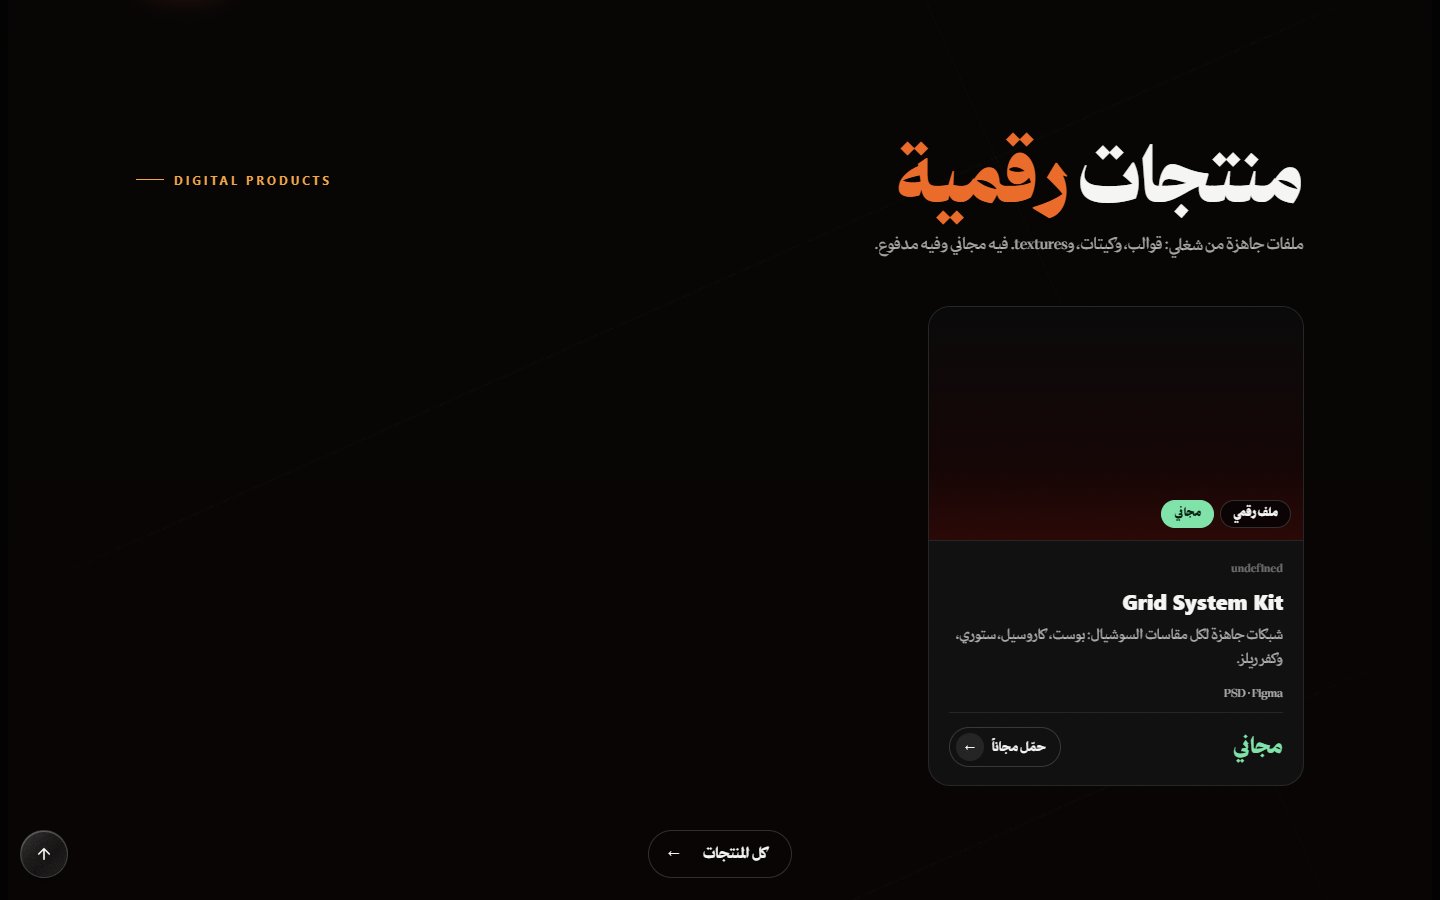 منتجات رقمية
DIGITAL PRODUCTS
ملفات جاهزة من شغلي: قوالب، وكيتات، وtextures. فيه مجاني وفيه مدفوع.
ملف رقمي
مجاني
undefined
Grid System Kit
شبكات جاهزة لكل مقاسات السوشيال: بوست، كاروسيل، ستوري،
وكفر ريلز.
PSD · Figma
مجاني
حمّل مجاناً ←
كل المنتجات ←